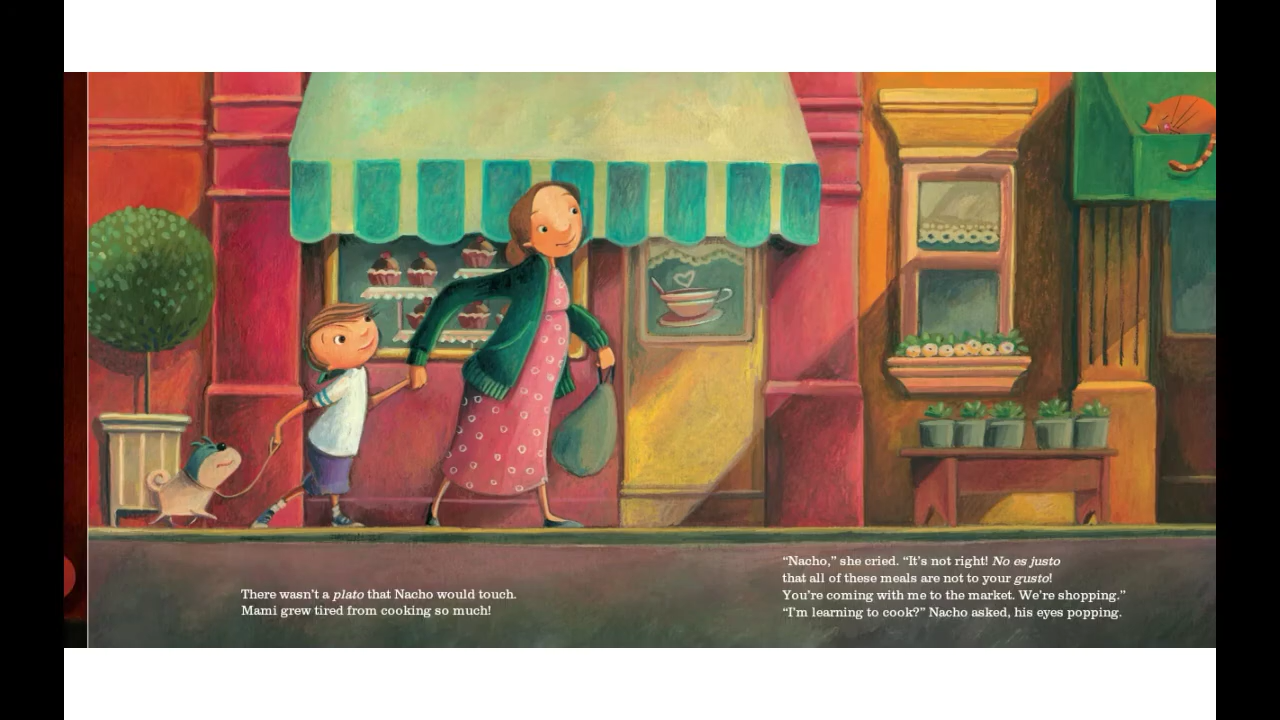 There wasn’t a plato that Nacho would touch.
Mami grew tired from cooking so much!
“Nacho,” she cried. “It’s not right! No es justo
that all of these meals are not to your gusto!
You’re coming with me to the market. We’re shopping.”
“I’m learning to cook?” Nacho asked, his eyes popping.